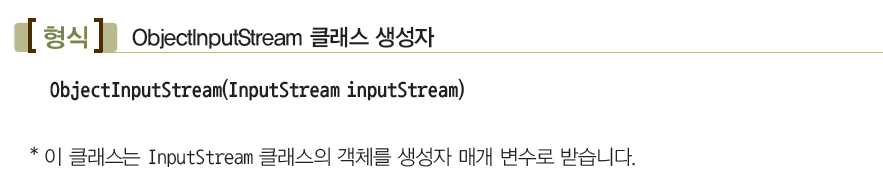 [형식] ObjectInputStream 클래스 생성자
ObjectInputStream(InputStream inputStream)
* 이 클래스는 InputStream 클래스의 객체를 생성자 매개 변수로 받습니다.